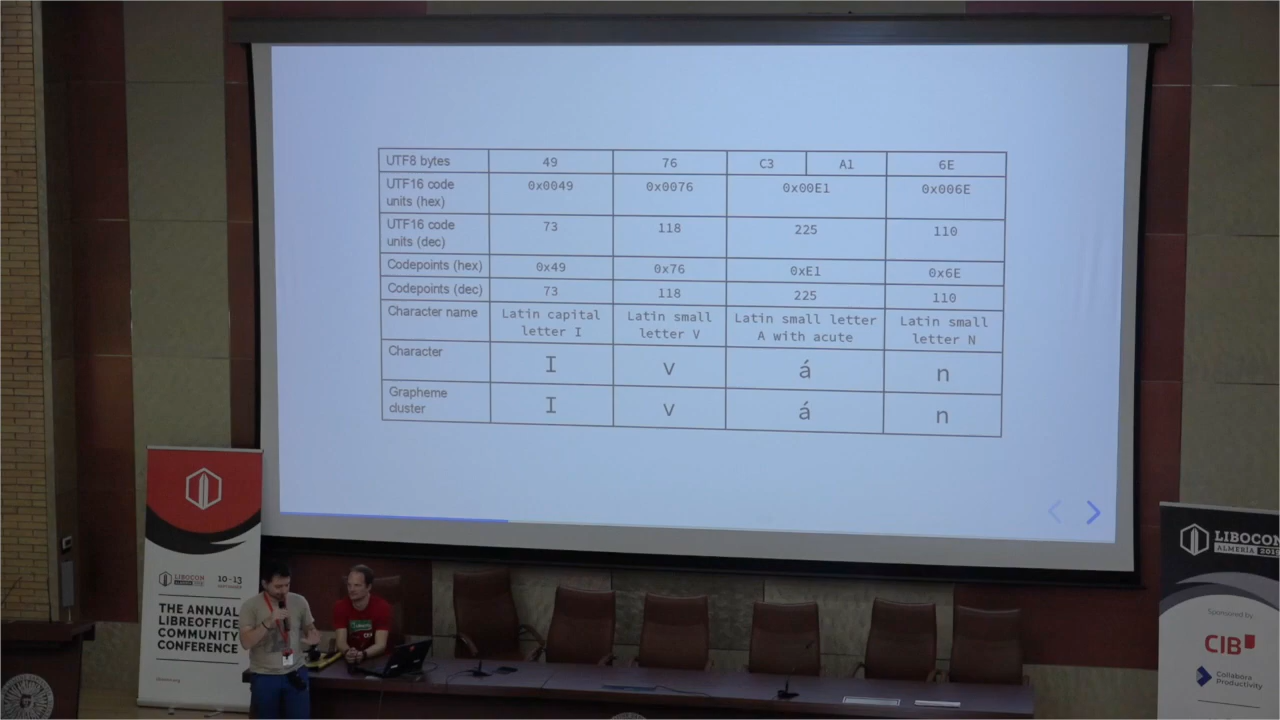 UTF8 bytes 49 76 C3 A1 6E
UTF16 code units (hex) 0x0049 0x0076 0x00E1 0x006E
UTF16 code units (dec) 73 118 225 110
Codepoints (hex) 0x49 0x76 0xE1 0x6E
Codepoints (dec) 73 118 225 110
Character name Latin capital letter I Latin small letter V Latin small letter A with acute Latin small letter N
Character I v á n
Grapheme cluster I v á n
LIBOCON
10-13
SEPTEMBER
THE ANNUAL
LIBREOFFICE
COMMUNITY
CONFERENCE
LIBOCON
ALMERÍA 2019
Sponsored by:
CIB
Collabora
Productivity